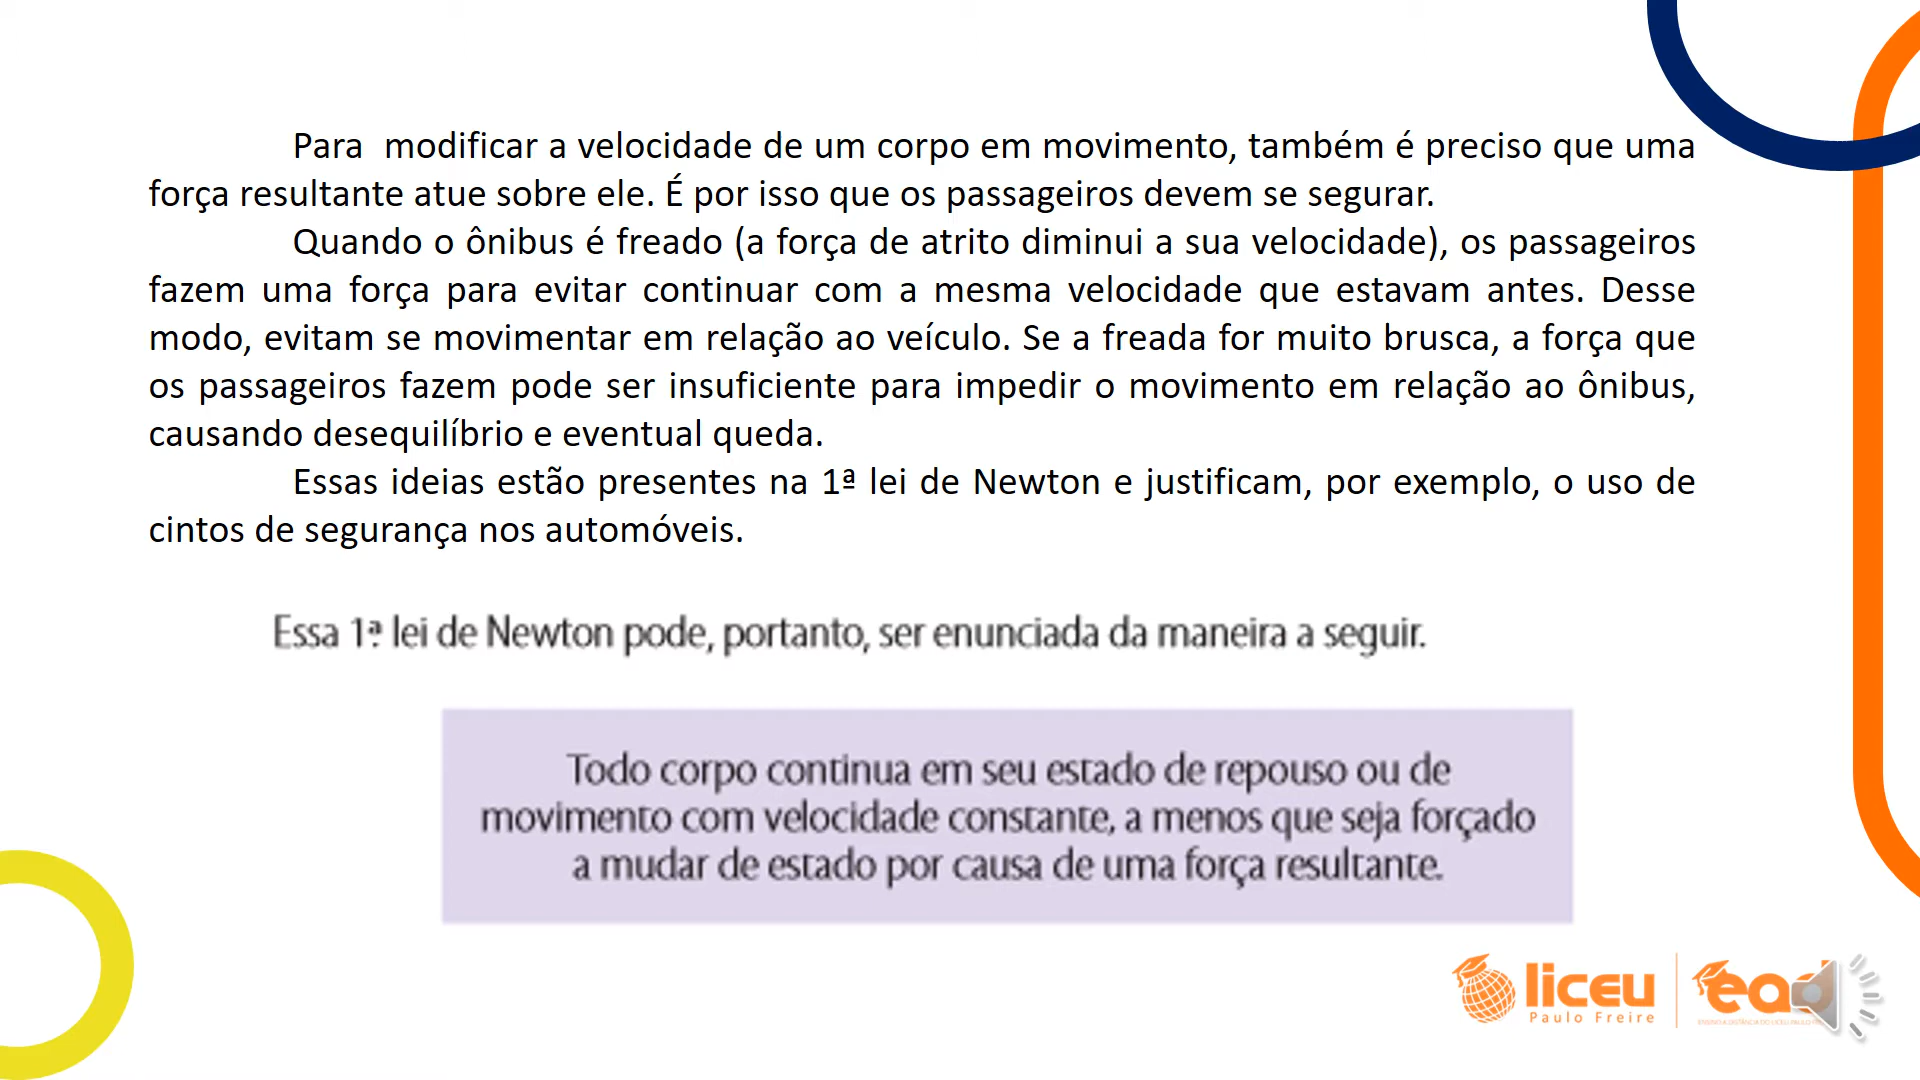 Para modificar a velocidade de um corpo em movimento, também é preciso que uma
força resultante atue sobre ele. É por isso que os passageiros devem se segurar.
Quando o ônibus é freado (a força de atrito diminui a sua velocidade), os passageiros
fazem uma força para evitar continuar com a mesma velocidade que estavam antes. Desse
modo, evitam se movimentar em relação ao veículo. Se a freada for muito brusca, a força que
os passageiros fazem pode ser insuficiente para impedir o movimento em relação ao ônibus,
causando desequilíbrio e eventual queda.
Essas ideias estão presentes na 1ª lei de Newton e justificam, por exemplo, o uso de
cintos de segurança nos automóveis.
Essa 1ª lei de Newton pode, portanto, ser enunciada da maneira a seguir.
Todo corpo continua em seu estado de repouso ou de
movimento com velocidade constante, a menos que seja forçado
a mudar de estado por causa de uma força resultante.
liceu
Paulo Freire
ead